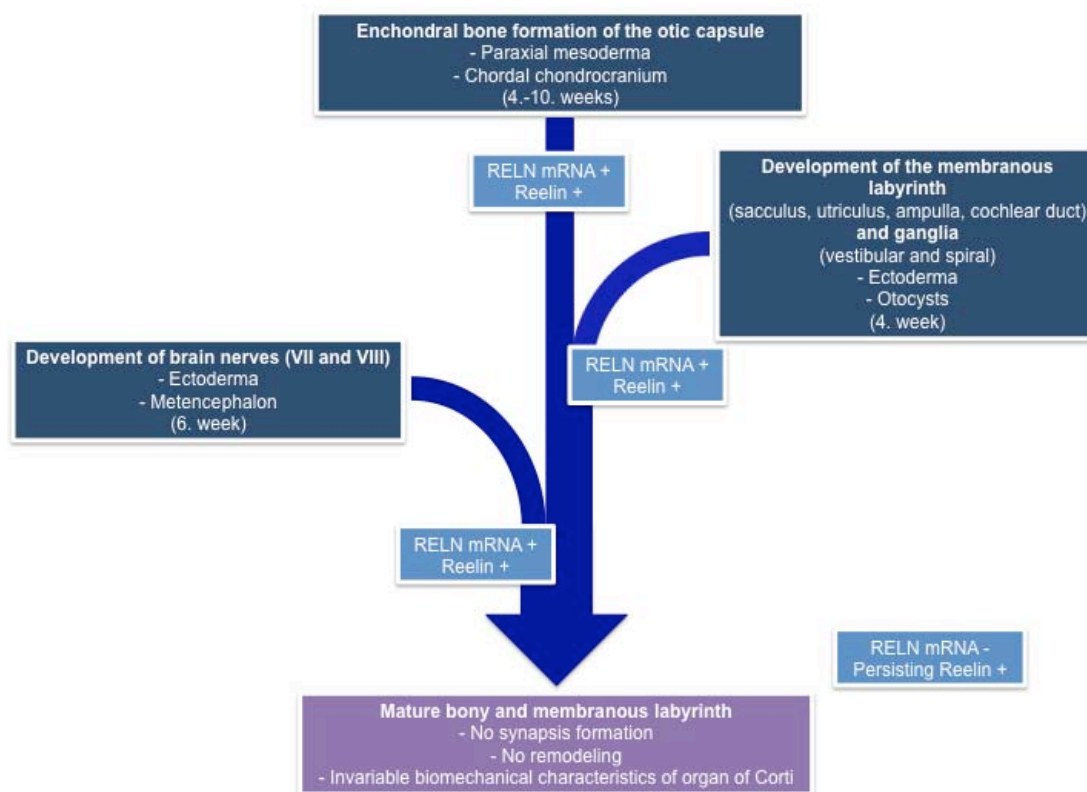 Enchondral bone formation of the otic capsule
- Paraxial mesoderma
- Chordal chondrocranium
(4.-10. weeks)
RELN mRNA +
Reelin +
Development of the membranous
labyrinth
(sacculus, utriculus, ampulla, cochlear duct)
and ganglia
(vestibular and spiral)
- Ectoderma
- Otocysts
(4. week)
RELN mRNA +
Reelin +
Development of brain nerves (VII and VIII)
- Ectoderma
- Metencephalon
(6. week)
RELN mRNA +
Reelin +
RELN mRNA -
Persisting Reelin +
Mature bony and membranous labyrinth
- No synapsis formation
- No remodeling
- Invariable biomechanical characteristics of organ of Corti